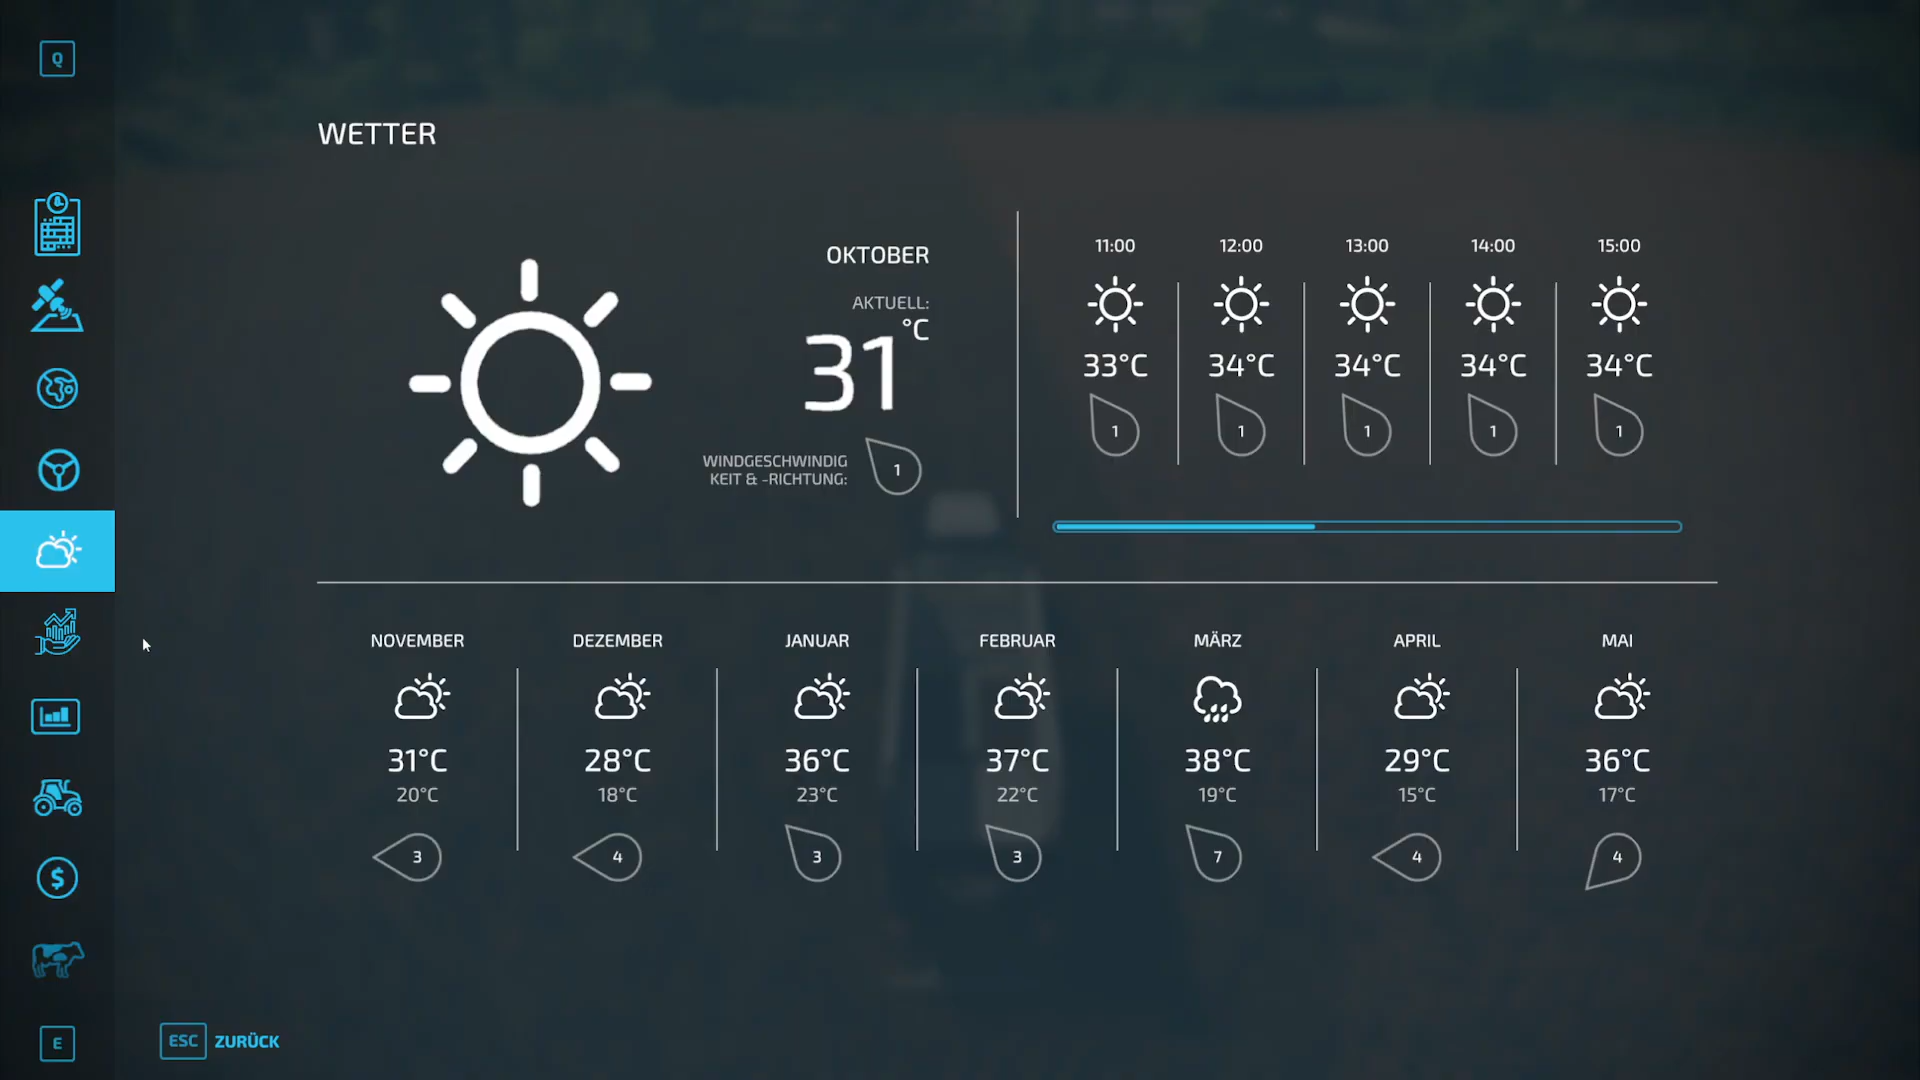 Q
WETTER
OKTOBER
AKTUELL:
31 °C
WINDGESCHWINDIG
KEIT & -RICHTUNG:
1
11:00 12:00 13:00 14:00 15:00
33°C 34°C 34°C 34°C 34°C
1 1 1 1 1
NOVEMBER DEZEMBER JANUAR FEBRUAR MÄRZ APRIL MAI
31°C 28°C 36°C 37°C 38°C 29°C 36°C
20°C 18°C 23°C 22°C 19°C 15°C 17°C
3 4 3 3 7 4 4
$
E
ESC ZURÜCK